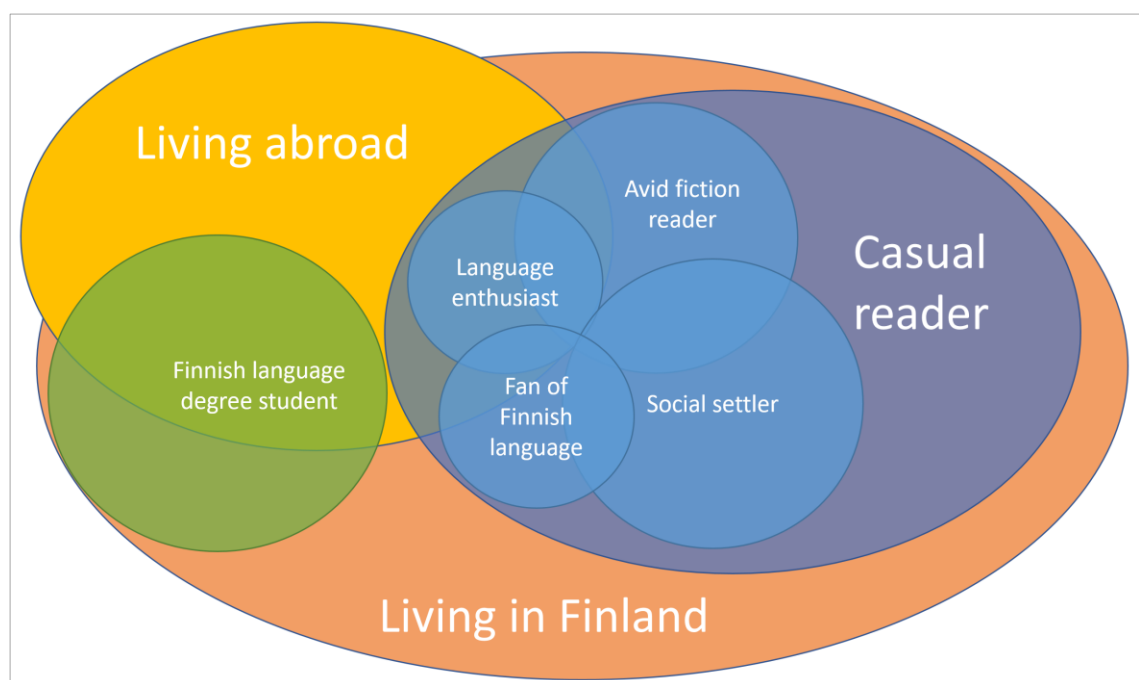 Living abroad
Avid fiction
reader
Language
enthusiast
Casual
reader
Finnish language
degree student
Fan of
Finnish
language
Social settler
Living in Finland